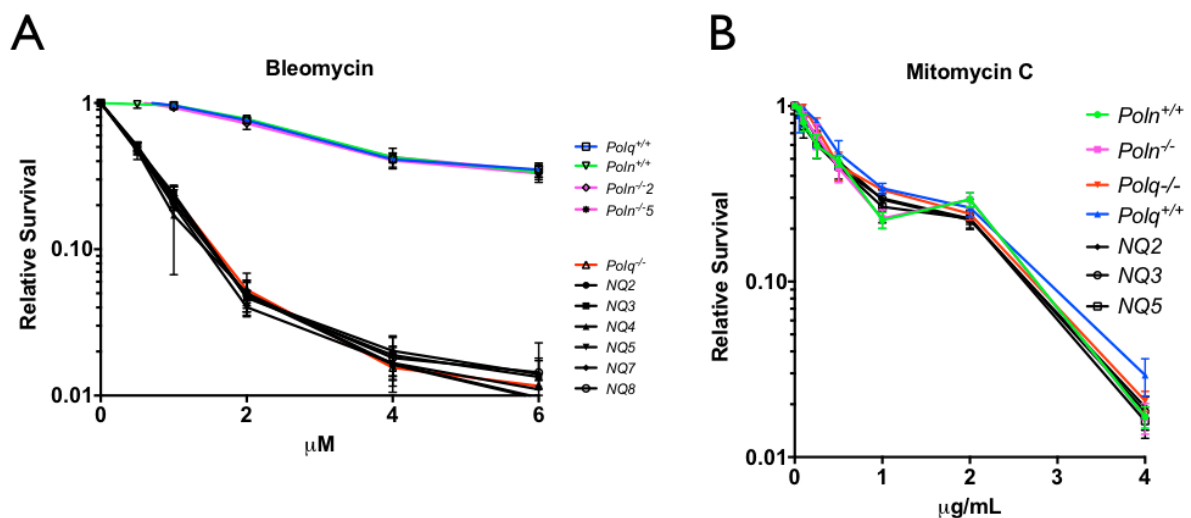 A
Bleomycin
Relative Survival
1
0.10
0.01
0
2
4
6
μM
Polq+/+
Poln+/+
Poln-/-2
Poln-/-5
Polq-/-
NQ2
NQ3
NQ4
NQ5
NQ7
NQ8
B
Mitomycin C
Relative Survival
1
0.10
0.01
0
1
2
3
4
μg/mL
Poln+/+
Poln-/-
Polq-/-
Polq+/+
NQ2
NQ3
NQ5